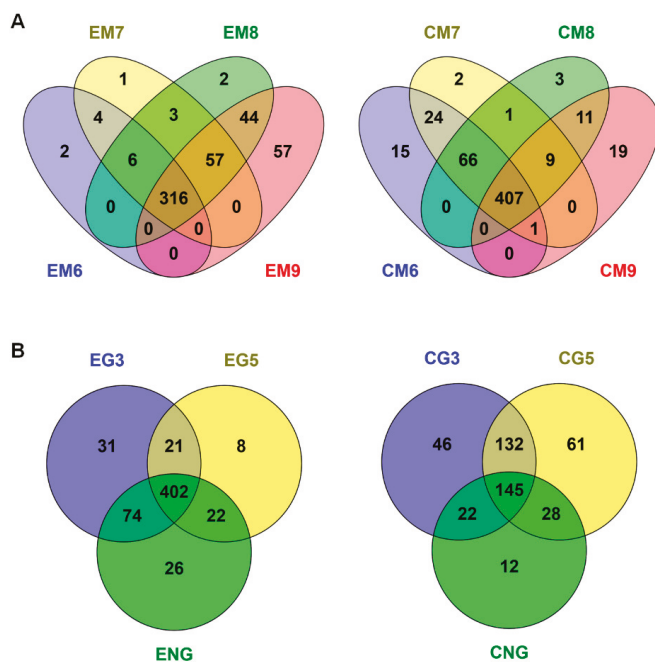 A
EM7 EM8 CM7 CM8
1 2 2 3
4 3 44 24 1 11
2 6 57 57 15 66 9 19
316 407
0 0 0 0
0 0 0 1
0 0
EM6 EM9 CM6 CM9
B
EG3 EG5 CG3 CG5
31 21 8 46 132 61
402 145
74 22 22 28
26 12
ENG CNG